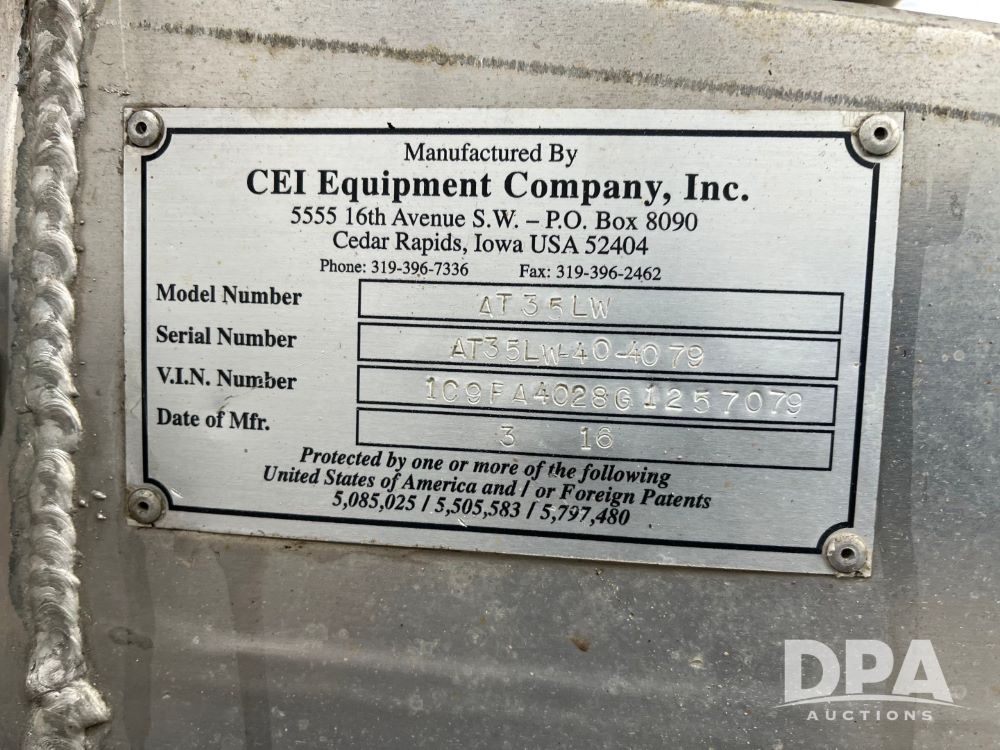 Manufactured By
CEI Equipment Company, Inc.
5555 16th Avenue S.W. – P.O. Box 8090
Cedar Rapids, Iowa USA 52404
Phone: 319-396-7336 Fax: 319-396-2462
Model Number AT35LW
Serial Number AT35LW-40-4079
V.I.N. Number 1C9FA4028G1257079
Date of Mfr. 3 16
Protected by one or more of the following
United States of America and / or Foreign Patents
5,085,025 / 5,505,583 / 5,797,480
DPA
AUCTIONS